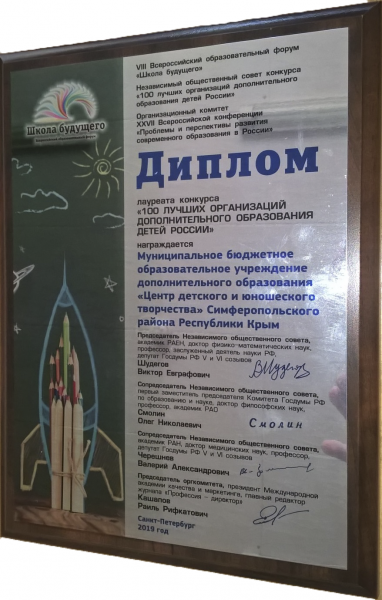 Школа будущего
VIII Всероссийский образовательный форум
«Школа будущего»
Независимый общественный совет конкурса
«100 лучших организаций дополнительного
образования детей России»
Организационный комитет
XXVII Всероссийской конференции
«Проблемы и перспективы развития
современного образования в России»
Диплом
лауреата конкурса
«100 ЛУЧШИХ ОРГАНИЗАЦИЙ
ДОПОЛНИТЕЛЬНОГО ОБРАЗОВАНИЯ
ДЕТЕЙ РОССИИ»
награждается
Муниципальное бюджетное
образовательное учреждение
дополнительного образования
«Центр детского и юношеского
творчества» Симферопольского
района Республики Крым
Председатель Независимого общественного совета,
академик РАЕН, доктор физико-математических наук,
профессор, заслуженный деятель науки РФ,
депутат Госдумы РФ V и VI созывов
Шудегов
Виктор Евграфович
Сопредседатель Независимого общественного совета,
первый заместитель председателя Комитета Госдумы РФ
по образованию и науке, доктор философских наук,
профессор, академик РАО
Смолин
Олег Николаевич
Смолин
Сопредседатель Независимого общественного совета,
академик РАН, доктор медицинских наук, профессор,
депутат Госдумы РФ V и VI созывов
Черешнев
Валерий Александрович
Председатель оргкомитета, президент Международной
академии качества и маркетинга, главный редактор
журнала «Профессия - директор»
Кашапов
Раиль Рифкатович
Санкт-Петербург
2019 год